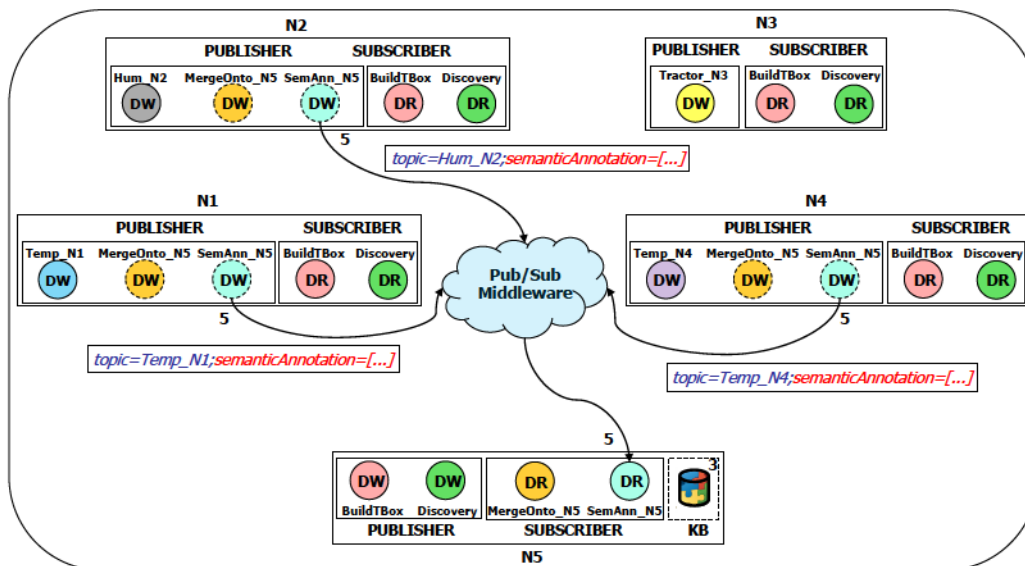 N2
PUBLISHER SUBSCRIBER
Hum_N2 MergeOnto_N5 SemAnn_N5 BuildTBox Discovery
DW DW DW DR DR
5
topic=Hum_N2;semanticAnnotation=[...]
N3
PUBLISHER SUBSCRIBER
Tractor_N3 BuildTBox Discovery
DW DR DR
N1
PUBLISHER SUBSCRIBER
Temp_N1 MergeOnto_N5 SemAnn_N5 BuildTBox Discovery
DW DW DW DR DR
5
topic=Temp_N1;semanticAnnotation=[...]
Pub/Sub
Middleware
N4
PUBLISHER SUBSCRIBER
Temp_N4 MergeOnto_N5 SemAnn_N5 BuildTBox Discovery
DW DW DW DR DR
5
topic=Temp_N4;semanticAnnotation=[...]
5
3
DW DW DR DR
BuildTBox Discovery MergeOnto_N5 SemAnn_N5
PUBLISHER SUBSCRIBER KB
N5